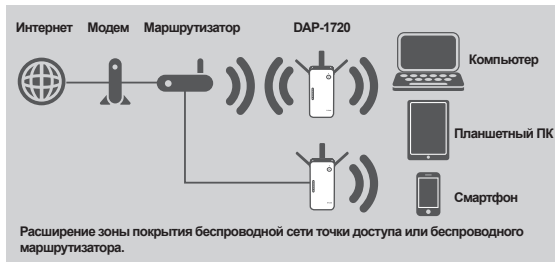 Интернет Модем Маршрутизатор DAP-1720
Компьютер
Планшетный ПК
Смартфон
Расширение зоны покрытия беспроводной сети точки доступа или беспроводного
маршрутизатора.